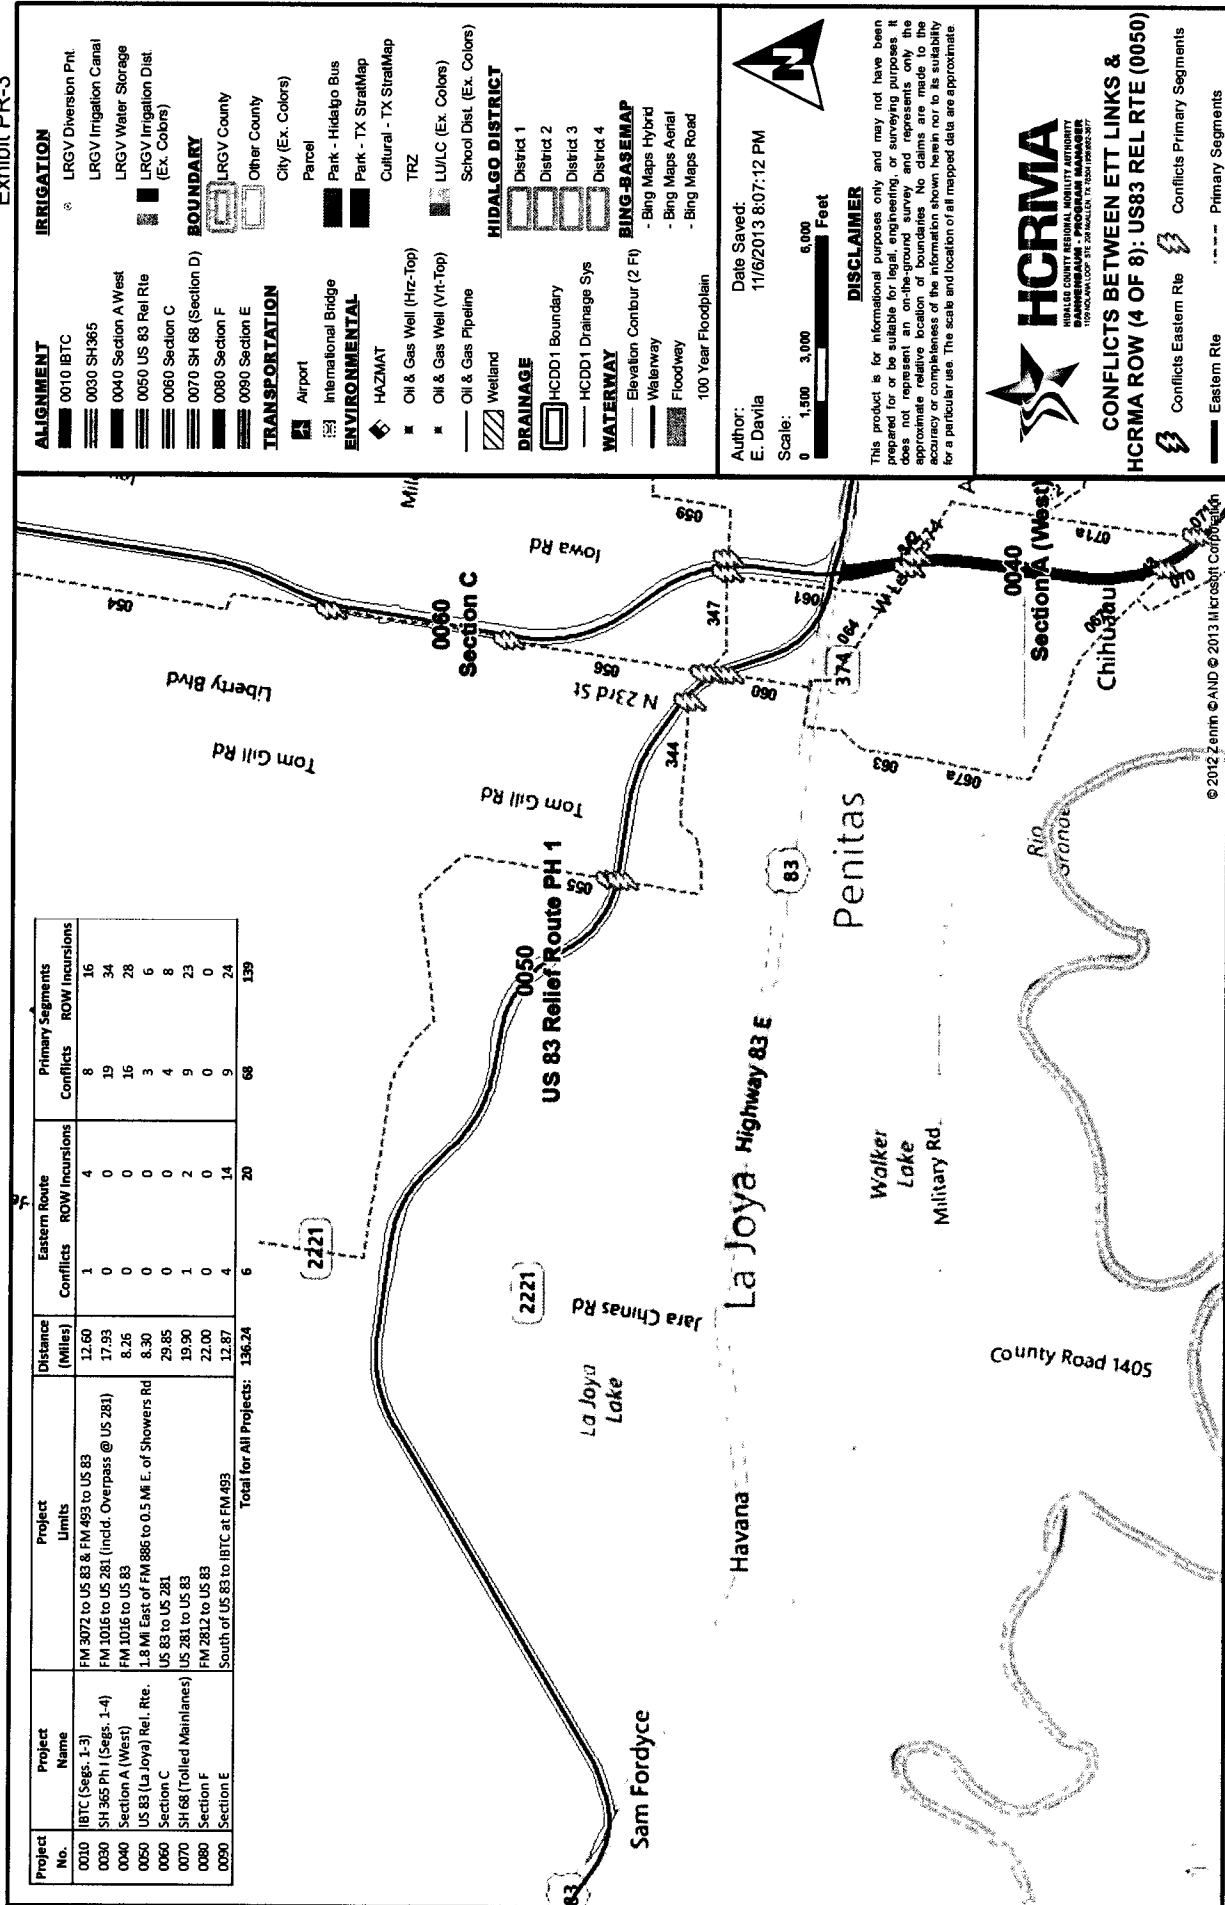 Exhibit PR-3
Project No. Project Name Project Limits Distance (Miles) Eastern Route Conflicts ROW Incursions Primary Segments Conflicts ROW Incursions
0010 IBTC (Segs. 1-3) FM 3072 to US 83 & FM 493 to US 83 12.60 1 4 8 16
0030 SH 365 Ph I (Segs. 1-4) FM 1016 to US 281 (incld. Overpass @ US 281) 17.93 0 0 19 34
0040 Section A (West) FM 1016 to US 83 8.26 0 0 16 28
0050 US 83 (La Joya) Rel. Rte. 1.8 Mi East of FM 886 to 0.5 Mi E. of Showers Rd 8.30 0 0 3 6
0060 Section C US 83 to US 281 29.85 0 0 4 8
0070 SH 68 (Tolled Mainlanes) US 281 to US 83 19.90 1 2 9 23
0080 Section F FM 2812 to US 83 22.00 0 0 0 0
0090 Section E South of US 83 to IBTC at FM 493 12.87 4 14 9 24
Total for All Projects: 136.24 6 20 68 139
2221
2221
054
Liberty Blvd
Tom Gill Rd
Tom Gill Rd
0060
Section C
Iowa Rd
059
056
347
N 23rd St
344
055
060
061
064
374
374
0050
US 83 Relief Route PH 1
83
83
Highway 83 E
Penitas
La Joya
La Joya
Lake
Jara Chinas Rd
Havana
Sam Fordyce
Walker
Lake
Military Rd
County Road 1405
Rio
Grande
063
067a
0040
Section A (West)
071a
070
071
Chihuahu
© 2012 Zenrin © AND © 2013 Microsoft Corporation
ALIGNMENT
0010 IBTC
0030 SH365
0040 Section A West
0050 US 83 Rel Rte
0060 Section C
0070 SH 68 (Section D)
0080 Section F
0090 Section E
TRANSPORTATION
Airport
International Bridge
ENVIRONMENTAL
HAZMAT
Oil & Gas Well (Hrz-Top)
Oil & Gas Well (Vrt-Top)
Oil & Gas Pipeline
Wetland
DRAINAGE
HCDD1 Boundary
HCDD1 Drainage Sys
WATERWAY
Elevation Contour (2 Ft)
Waterway
Floodway
100 Year Floodplain
IRRIGATION
LRGV Diversion Pnt
LRGV Irrigation Canal
LRGV Water Storage
LRGV Irrigation Dist.
(Ex. Colors)
BOUNDARY
LRGV County
Other County
City (Ex. Colors)
Parcel
Park - Hidalgo Bus
Park - TX StratMap
Cultural - TX StratMap
TRZ
LU/LC (Ex. Colors)
School Dist. (Ex. Colors)
HIDALGO DISTRICT
District 1
District 2
District 3
District 4
BING-BASEMAP
- Bing Maps Hybrid
- Bing Maps Aerial
- Bing Maps Road
Author: Date Saved:
E. Davila 11/6/2013 8:07:12 PM
Scale:
0 1,500 3,000 6,000
Feet
N
DISCLAIMER
This product is for informational purposes only and may not have been
prepared for or be suitable for legal, engineering, or surveying purposes. It
does not represent an on-the-ground survey and represents only the
approximate relative location of boundaries. No claims are made to the
accuracy or completeness of the information shown herein nor to its suitability
for a particular use. The scale and location of all mapped data are approximate.
HCRMA
HIDALGO COUNTY REGIONAL MOBILITY AUTHORITY
DANNENBAUM - PROGRAM MANAGER
CONFLICTS BETWEEN ETT LINKS &
HCRMA ROW (4 OF 8): US83 REL RTE (0050)
Conflicts Eastern Rte Conflicts Primary Segments
Eastern Rte Primary Segments